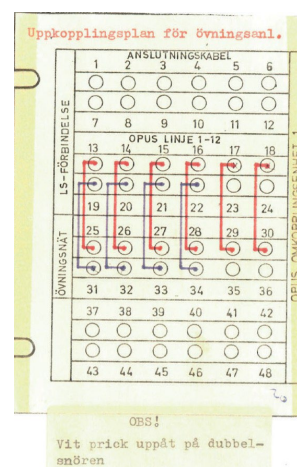 Uppkopplingsplan för övningsanl.
ANSLUTNINGSKABEL
1 2 3 4 5 6
7 8 9 10 11 12
OPUS LINJE 1-12
13 14 15 16 17 18
LS-FÖRBINDELSE
19 20 21 22 23 24
25 26 27 28 29 30
ÖVNINGSNÄT
31 32 33 34 35 36
37 38 39 40 41 42
43 44 45 46 47 48
OPUS OMKOPPLINGSENHET 1
OBS!
Vit prick uppåt på dubbel-
snören